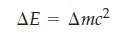 ΔE = Δmc²